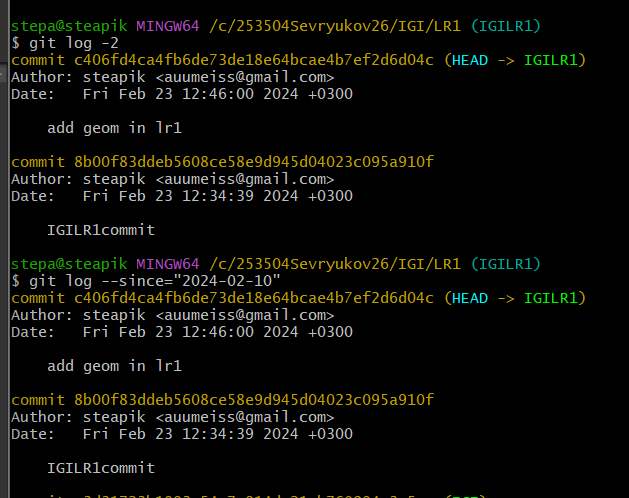 stepa@steapik MINGW64 /c/253504Sevryukov26/IGI/LR1 (IGILR1)
$ git log -2
commit c406fd4ca4fb6de73de18e64bcae4b7ef2d6d04c (HEAD -> IGILR1)
Author: steapik <auumeiss@gmail.com>
Date:   Fri Feb 23 12:46:00 2024 +0300
    add geom in lr1
commit 8b00f83ddeb5608ce58e9d945d04023c095a910f
Author: steapik <auumeiss@gmail.com>
Date:   Fri Feb 23 12:34:39 2024 +0300
    IGILR1commit
stepa@steapik MINGW64 /c/253504Sevryukov26/IGI/LR1 (IGILR1)
$ git log --since="2024-02-10"
commit c406fd4ca4fb6de73de18e64bcae4b7ef2d6d04c (HEAD -> IGILR1)
Author: steapik <auumeiss@gmail.com>
Date:   Fri Feb 23 12:46:00 2024 +0300
    add geom in lr1
commit 8b00f83ddeb5608ce58e9d945d04023c095a910f
Author: steapik <auumeiss@gmail.com>
Date:   Fri Feb 23 12:34:39 2024 +0300
    IGILR1commit